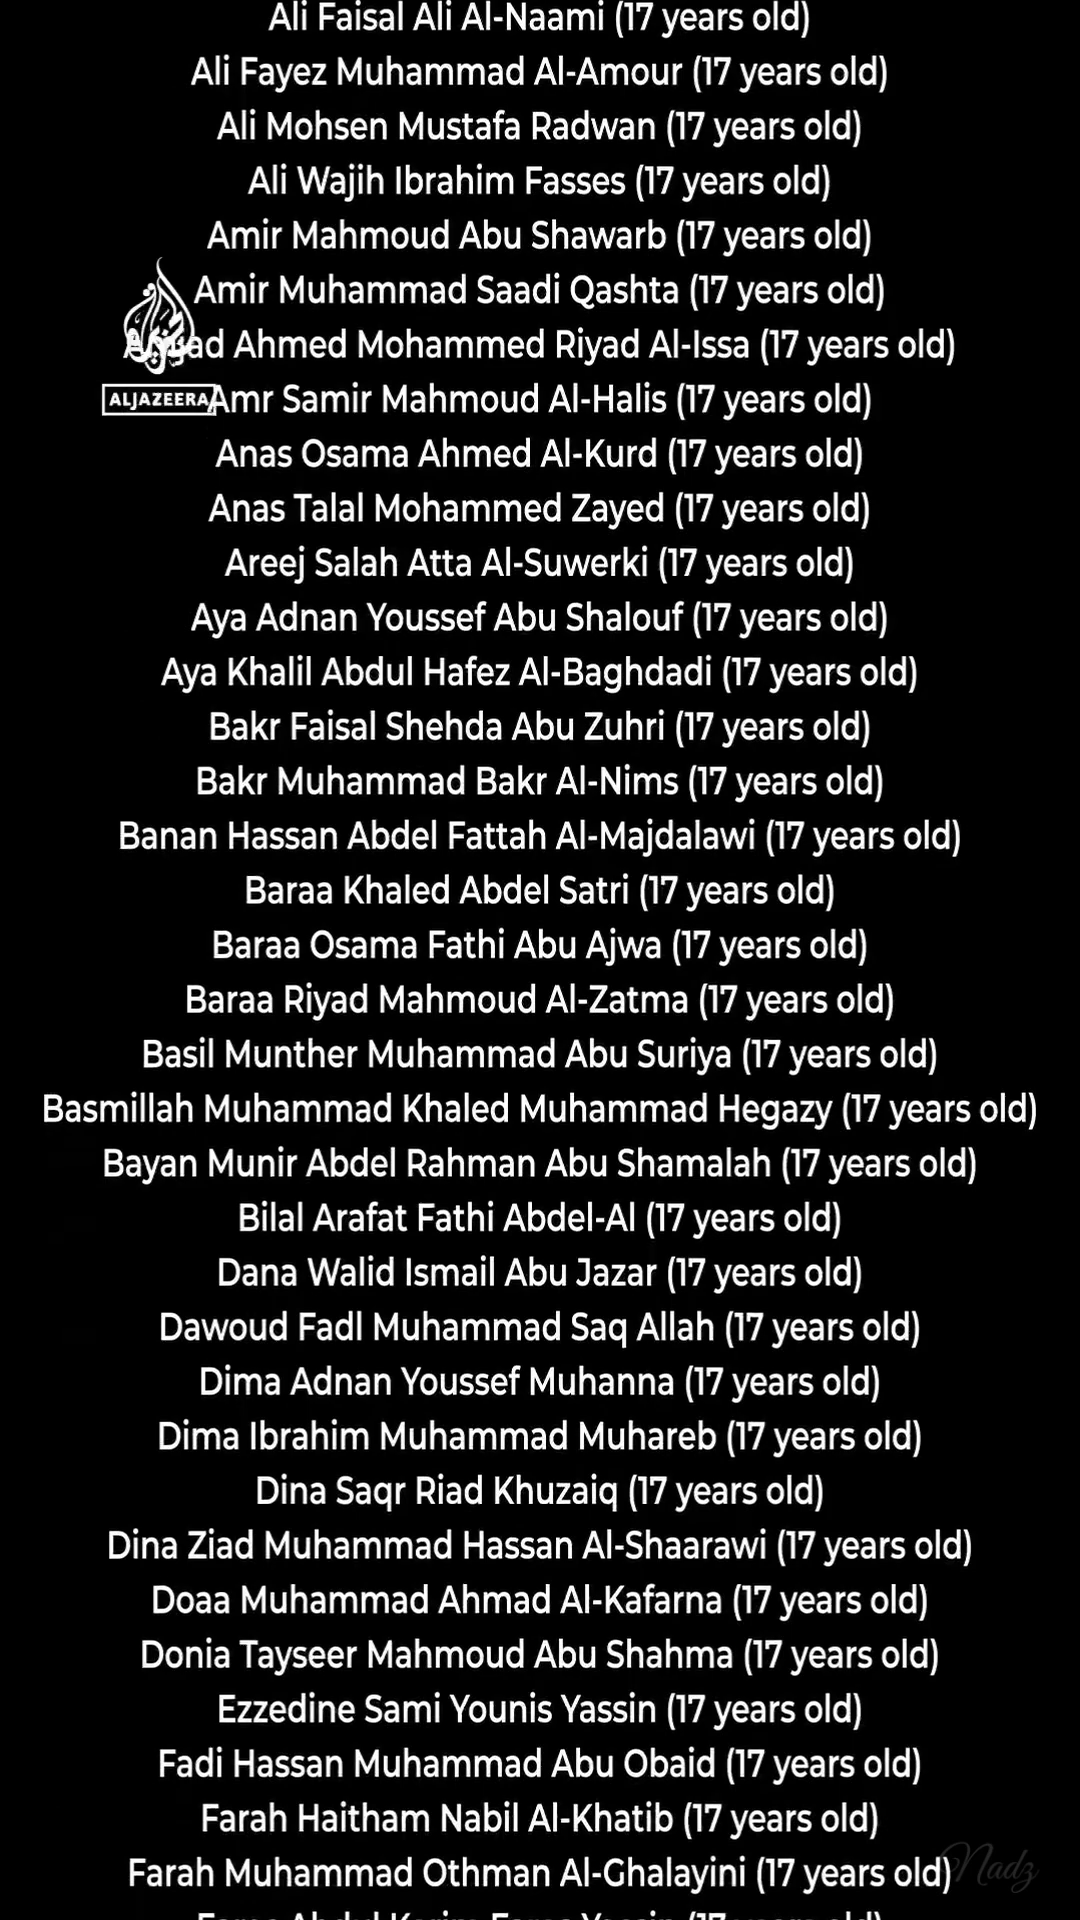 Ali Faisal Ali Al-Naami (17 years old)
Ali Fayez Muhammad Al-Amour (17 years old)
Ali Mohsen Mustafa Radwan (17 years old)
Ali Wajih Ibrahim Fasses (17 years old)
Amir Mahmoud Abu Shawarb (17 years old)
Amir Muhammad Saadi Qashta (17 years old)
Ahmed Mohammed Riyad Al-Issa (17 years old)
ALJAZEERA
Amr Samir Mahmoud Al-Halis (17 years old)
Anas Osama Ahmed Al-Kurd (17 years old)
Anas Talal Mohammed Zayed (17 years old)
Areej Salah Atta Al-Suwerki (17 years old)
Aya Adnan Youssef Abu Shalouf (17 years old)
Aya Khalil Abdul Hafez Al-Baghdadi (17 years old)
Bakr Faisal Shehda Abu Zuhri (17 years old)
Bakr Muhammad Bakr Al-Nims (17 years old)
Banan Hassan Abdel Fattah Al-Majdalawi (17 years old)
Baraa Khaled Abdel Satri (17 years old)
Baraa Osama Fathi Abu Ajwa (17 years old)
Baraa Riyad Mahmoud Al-Zatma (17 years old)
Basil Munther Muhammad Abu Suriya (17 years old)
Basmillah Muhammad Khaled Muhammad Hegazy (17 years old)
Bayan Munir Abdel Rahman Abu Shamalah (17 years old)
Bilal Arafat Fathi Abdel-Al (17 years old)
Dana Walid Ismail Abu Jazar (17 years old)
Dawoud Fadl Muhammad Saq Allah (17 years old)
Dima Adnan Youssef Muhanna (17 years old)
Dima Ibrahim Muhammad Muhareb (17 years old)
Dina Saqr Riad Khuzaiq (17 years old)
Dina Ziad Muhammad Hassan Al-Shaarawi (17 years old)
Doaa Muhammad Ahmad Al-Kafarna (17 years old)
Donia Tayseer Mahmoud Abu Shahma (17 years old)
Ezzedine Sami Younis Yassin (17 years old)
Fadi Hassan Muhammad Abu Obaid (17 years old)
Farah Haitham Nabil Al-Khatib (17 years old)
Farah Muhammad Othman Al-Ghalayini (17 years old)
Nadz